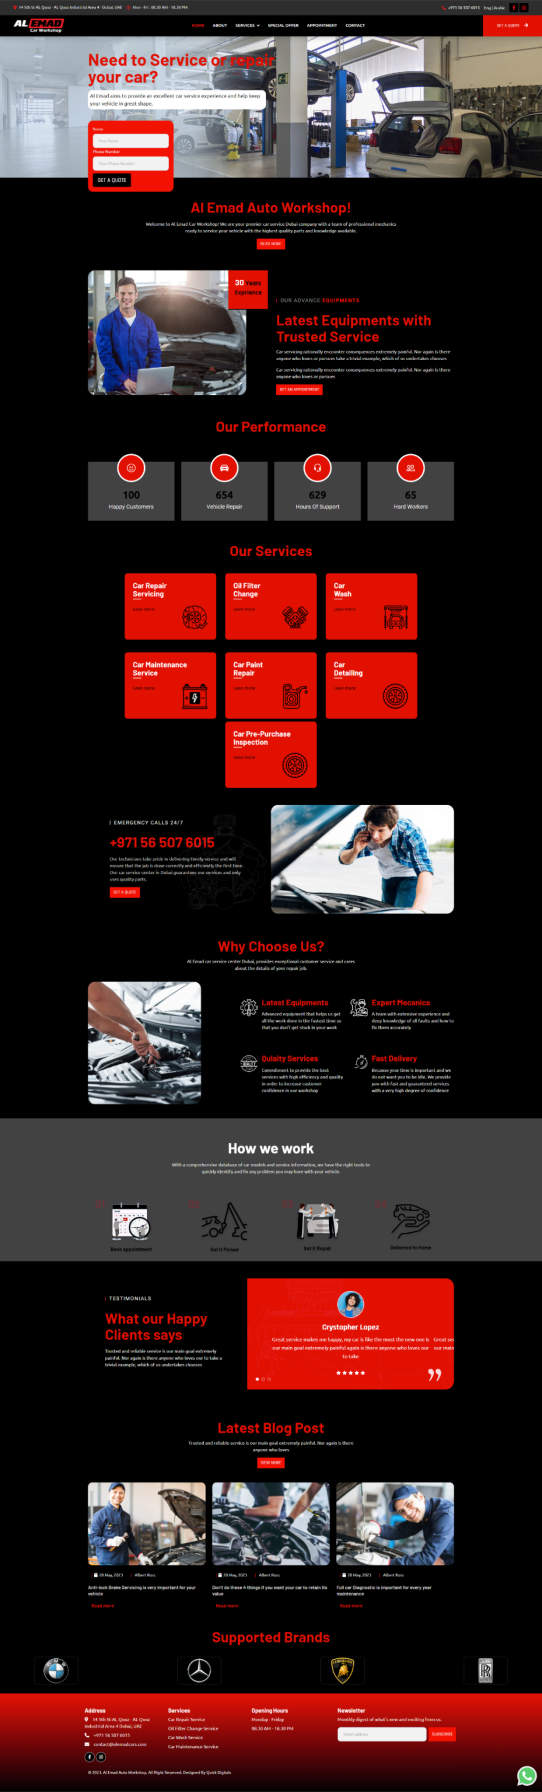 14 5th St AL Quoz - AL Quoz Industrial Area 4 - Dubai, UAE
Mon - Fri : 08.30 AM - 18.30 PM
+971 56 507 6015
Eng | Arabic
AL EMAD
Car Workshop
HOME ABOUT SERVICES SPECIAL OFFER APPOINTMENT CONTACT
GET A QUOTE
Need to Service or repair
your car?
Al Emad aims to provide an excellent car service experience and help keep
your vehicle in great shape.
Name
Your Name
Phone Number
Your Phone Number
GET A QUOTE
Al Emad Auto Workshop!
Welcome to Al Emad Car Workshop! We are your premier car service Dubai company with a team of professional mechanics
ready to service your vehicle with the highest quality parts and knowledge available.
READ MORE
30 Years
Exprience
| OUR ADVANCE EQUIPMENTS
Latest Equipments with
Trusted Service
Car servicing rationally encounter consequences extremely painful. Nor again is there
anyone who loves or pursues take a trivial example, which of us undertakes chooses
Car servicing rationally encounter consequences extremely painful. Nor again is there
anyone who loves or pursues
GET AN APPOINTMENT
Our Performance
100
Happy Customers
654
Vehicle Repair
629
Hours Of Support
65
Hard Workers
Our Services
Car Repair
Servicing
Learn more
Oil Filter
Change
Learn more
Car
Wash
Learn more
Car Maintenance
Service
Learn more
Car Paint
Repair
Learn more
Car
Detailing
Learn more
Car Pre-Purchase
Inspection
Learn more
| EMERGENCY CALLS 24/7
+971 56 507 6015
Our technicians take pride in delivering timely service and will
ensure that the job is done correctly and efficiently the first time.
Our car service center in Dubai guarantees our services and only
uses quality parts.
GET A QUOTE
Why Choose Us?
Al Emad car service center Dubai, provides exceptional customer service and cares
about the details of your repair job.
Latest Equipments
Advanced equipment that helps us get
all the work done in the fastest time so
that you don't get stuck in your work
Expert Mecanics
A team with extensive experience and
deep knowledge of all faults and how to
fix them accurately
Qulaity Services
Commitment to provide the best
services with high efficiency and quality
in order to increase customer
confidence in our workshop
Fast Delivery
Because your time is important and we
do not want you to be idle. We provide
you with fast and guaranteed services
with a very high degree of confidence
How we work
With a comprehensive database of car models and service information, we have the right tools to
quickly identify and fix any problem you may have with your vehicle.
Book appointment
Get it Picked
Get it Repair
Delivered to Home
| TESTIMONIALS
What our Happy
Clients says
Trusted and reliable service is our main goal extremely
painful. Nor again is there anyone who loves our to take a
trivial example, which of us undertakes chooses
Crystopher Lopez
Great service makes me happy, my car is like the most the new one is
our main goal extremely painful again is there anyone who loves our
to take
Great ser
our main
Latest Blog Post
Trusted and reliable service is our main goal extremely painful. Nor again is there
anyone who loves
VIEW MORE
28 May, 2023 | Albert Ross
Anti-lock Brake Servising is very important for your
vehicle
Read more
28 May, 2023 | Albert Ross
Don't do these 4 things if you want your car to retain its
value
Read more
28 May, 2023 | Albert Ross
Full car Diagnostic is important for every year
maintenance
Read more
Supported Brands
Address
14 5th St AL Quoz - AL Quoz
Industrial Area 4 Dubai, UAE
+971 56 507 6015
contact@alemadcars.com
Services
Car Repair Service
Oil Filter Change Service
Car Wash Service
Car Maintenance Service
Opening Hours
Monday - Friday
08.30 AM - 18.30 PM
Newsletter
Monthly digest of what's new and exciting from us.
Email address
SUBSCRIBE
© 2023, Al Emad Auto Workshop, All Right Reserved. Designed By Quick Digitals